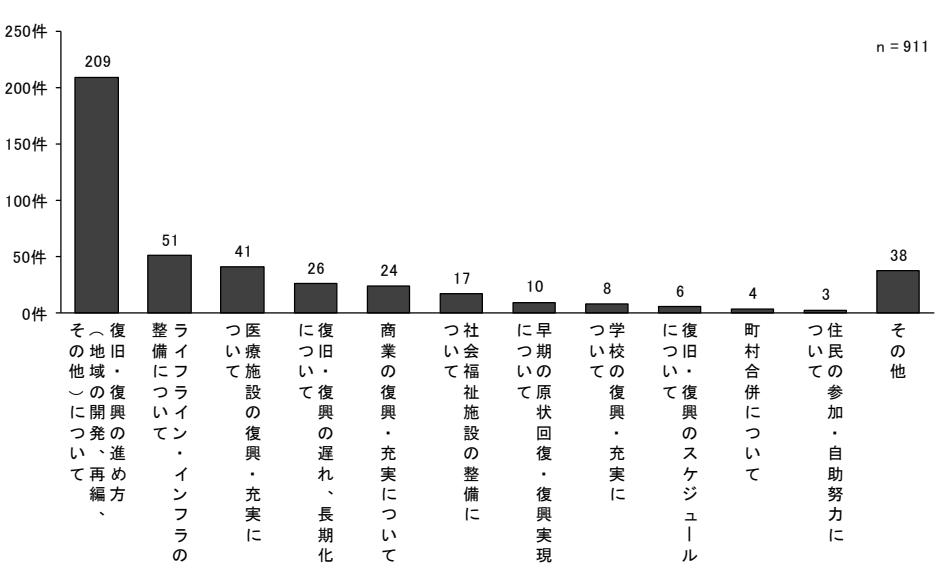 250件
200件
150件
100件
50件
0件
n = 911
209
51
41
26
24
17
10
8
6
4
3
38
復旧・復興の進め方
（地域の開発、再編、
その他）について
ライフライン・インフラの
整備について
医療施設の復興・充実に
ついて
復旧・復興の遅れ、長期化
について
商業の復興・充実について
社会福祉施設の整備に
ついて
早期の原状回復・復興実現
について
学校の復興・充実に
ついて
復旧・復興のスケジュール
について
町村合併について
住民の参加・自助努力に
ついて
その他